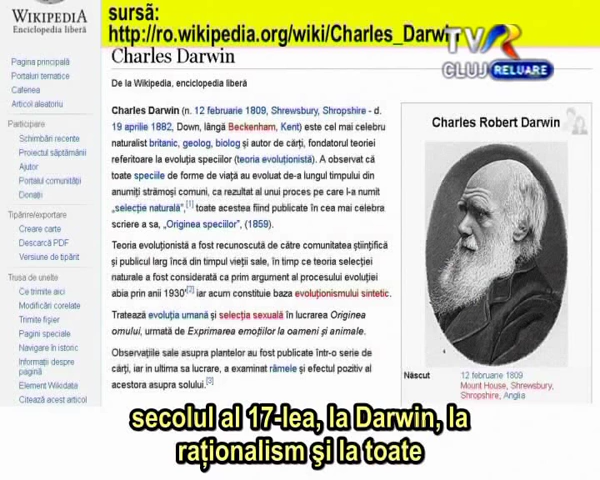 sursă:
http://ro.wikipedia.org/wiki/Charles_Darwin
TVR
CLUJ RELUARE
WIKIPEDIA
Enciclopedia liberă
Pagina principală
Portaluri tematice
Cafenea
Articol aleatoriu
Participare
Schimbări recente
Proiectul săptămânii
Ajutor
Portalul comunității
Donații
Tipărire/exportare
Creare carte
Descarcă PDF
Versiune de tipărit
Trusa de unelte
Ce trimite aici
Modificări corelate
Trimite fișier
Pagini speciale
Navigare în istoric
Informații despre
pagină
Element Wikidate
Citează acest articol
Charles Darwin
De la Wikipedia, enciclopedia liberă
Charles Darwin (n. 12 februarie 1809, Shrewsbury, Shropshire - d.
19 aprilie 1882, Down, lângă Beckenham, Kent) este cel mai celebru
naturalist britanic, geolog, biolog și autor de cărți, fondatorul teoriei
referitoare la evoluția speciilor (teoria evoluționistă). A observat că
toate speciile de forme de viață au evoluat de-a lungul timpului din
anumiți strămoși comuni, ca rezultat al unui proces pe care l-a numit
„selecție naturală”,[1] toate acestea fiind publicate în cea mai celebra
scriere a sa, „Originea speciilor”, (1859).
Teoria evoluționistă a fost recunoscută de către comunitatea științifică
și publicul larg încă din timpul vieții sale, în timp ce teoria selecției
naturale a fost considerată ca prim argument al procesului evoluției
abia prin anii 1930'[2] iar acum constituie baza evoluționismului sintetic.
Tratează evoluția umană și selecția sexuală în lucrarea Originea
omului, urmată de Exprimarea emoțiilor la oameni și animale.
Observațiile sale asupra plantelor au fost publicate într-o serie de
cărți, iar in ultima sa lucrare, a examinat râmele și efectul pozitiv al
acestora asupra solului.[3]
Charles Robert Darwin
Născut
12 februarie 1809
Mount House, Shrewsbury,
Shropshire, Anglia
secolul al 17-lea, la Darwin, la
raționalism și la toate